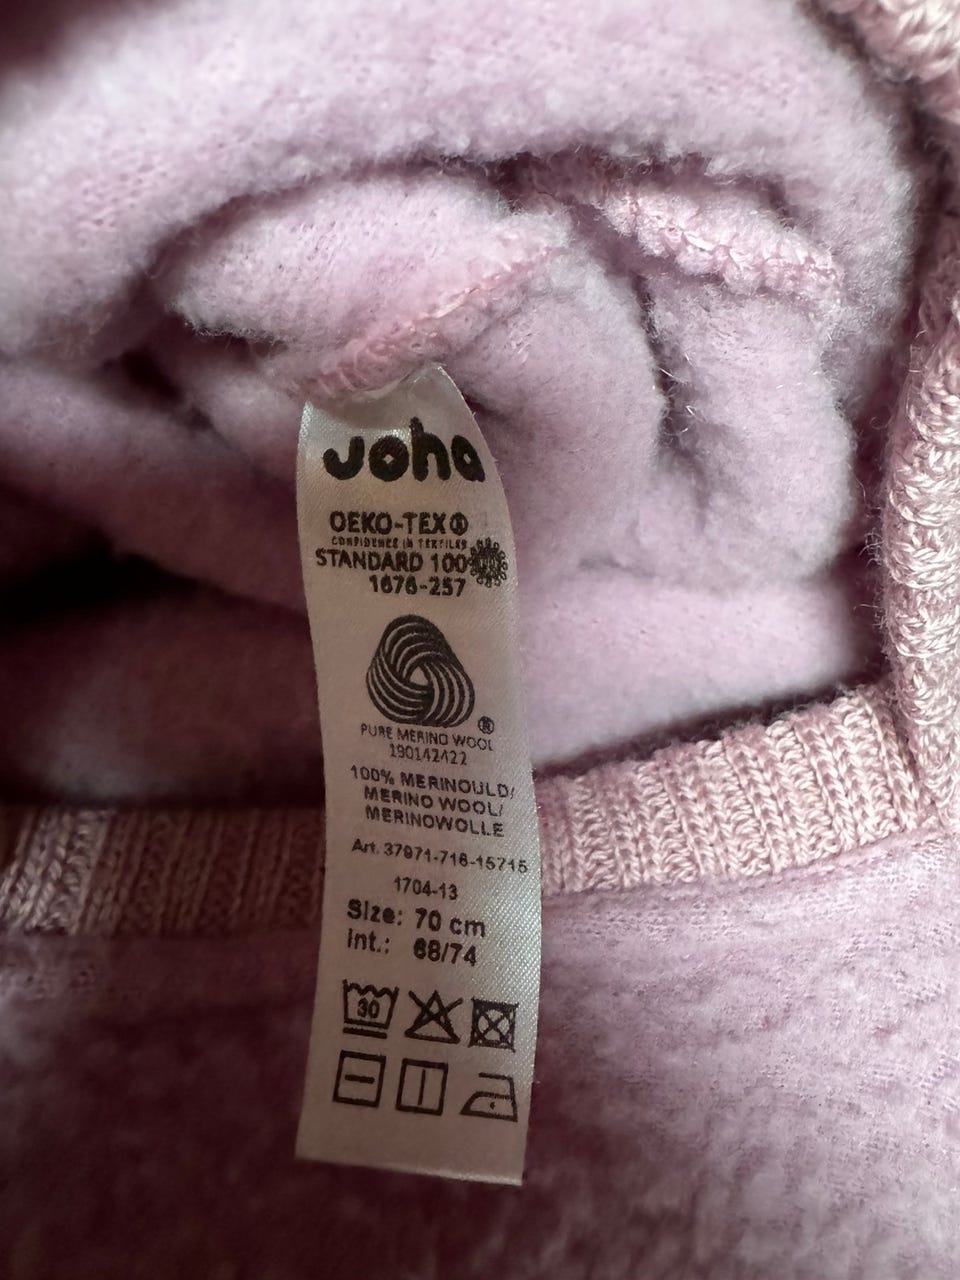 Joha
OEKO-TEX®
CONFIDENCE IN TEXTILES
STANDARD 100
1676-257
®
PURE MERINO WOOL
190142422
100% MERINOULD/
MERINO WOOL/
MERINOWOLLE
Art. 37971-716-15715
1704-13
Size: 70 cm
Int.: 68/74
30